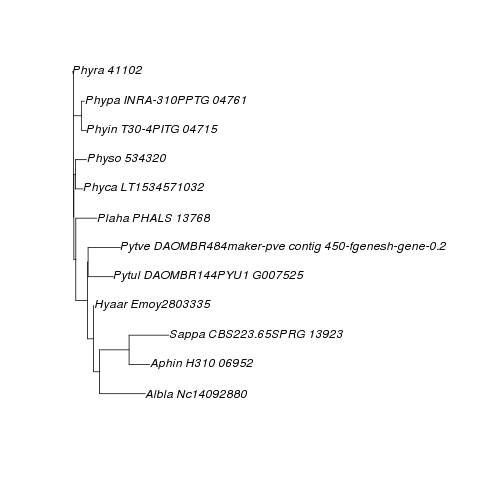 Phyra 41102
Phypa INRA-310PPTG 04761
Phyin T30-4PITG 04715
Physo 534320
Phyca LT1534571032
Plaha PHALS 13768
Pytve DAOMBR484maker-pve contig 450-fgenesh-gene-0.2
Pytul DAOMBR144PYU1 G007525
Hyaar Emoy2803335
Sappa CBS223.65SPRG 13923
Aphin H310 06952
Albla Nc14092880